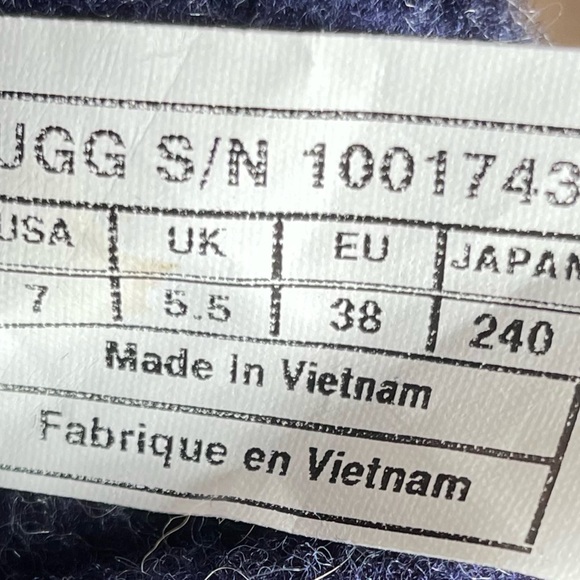 UGG S/N 1001743
USA UK EU JAPAN
7 5.5 38 240
Made in Vietnam
Fabrique en Vietnam